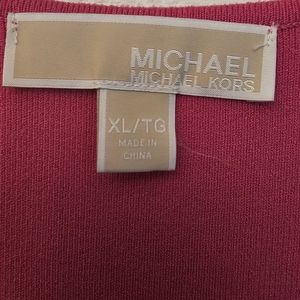 MICHAEL
MICHAEL KORS
XL/TG
MADE IN
CHINA